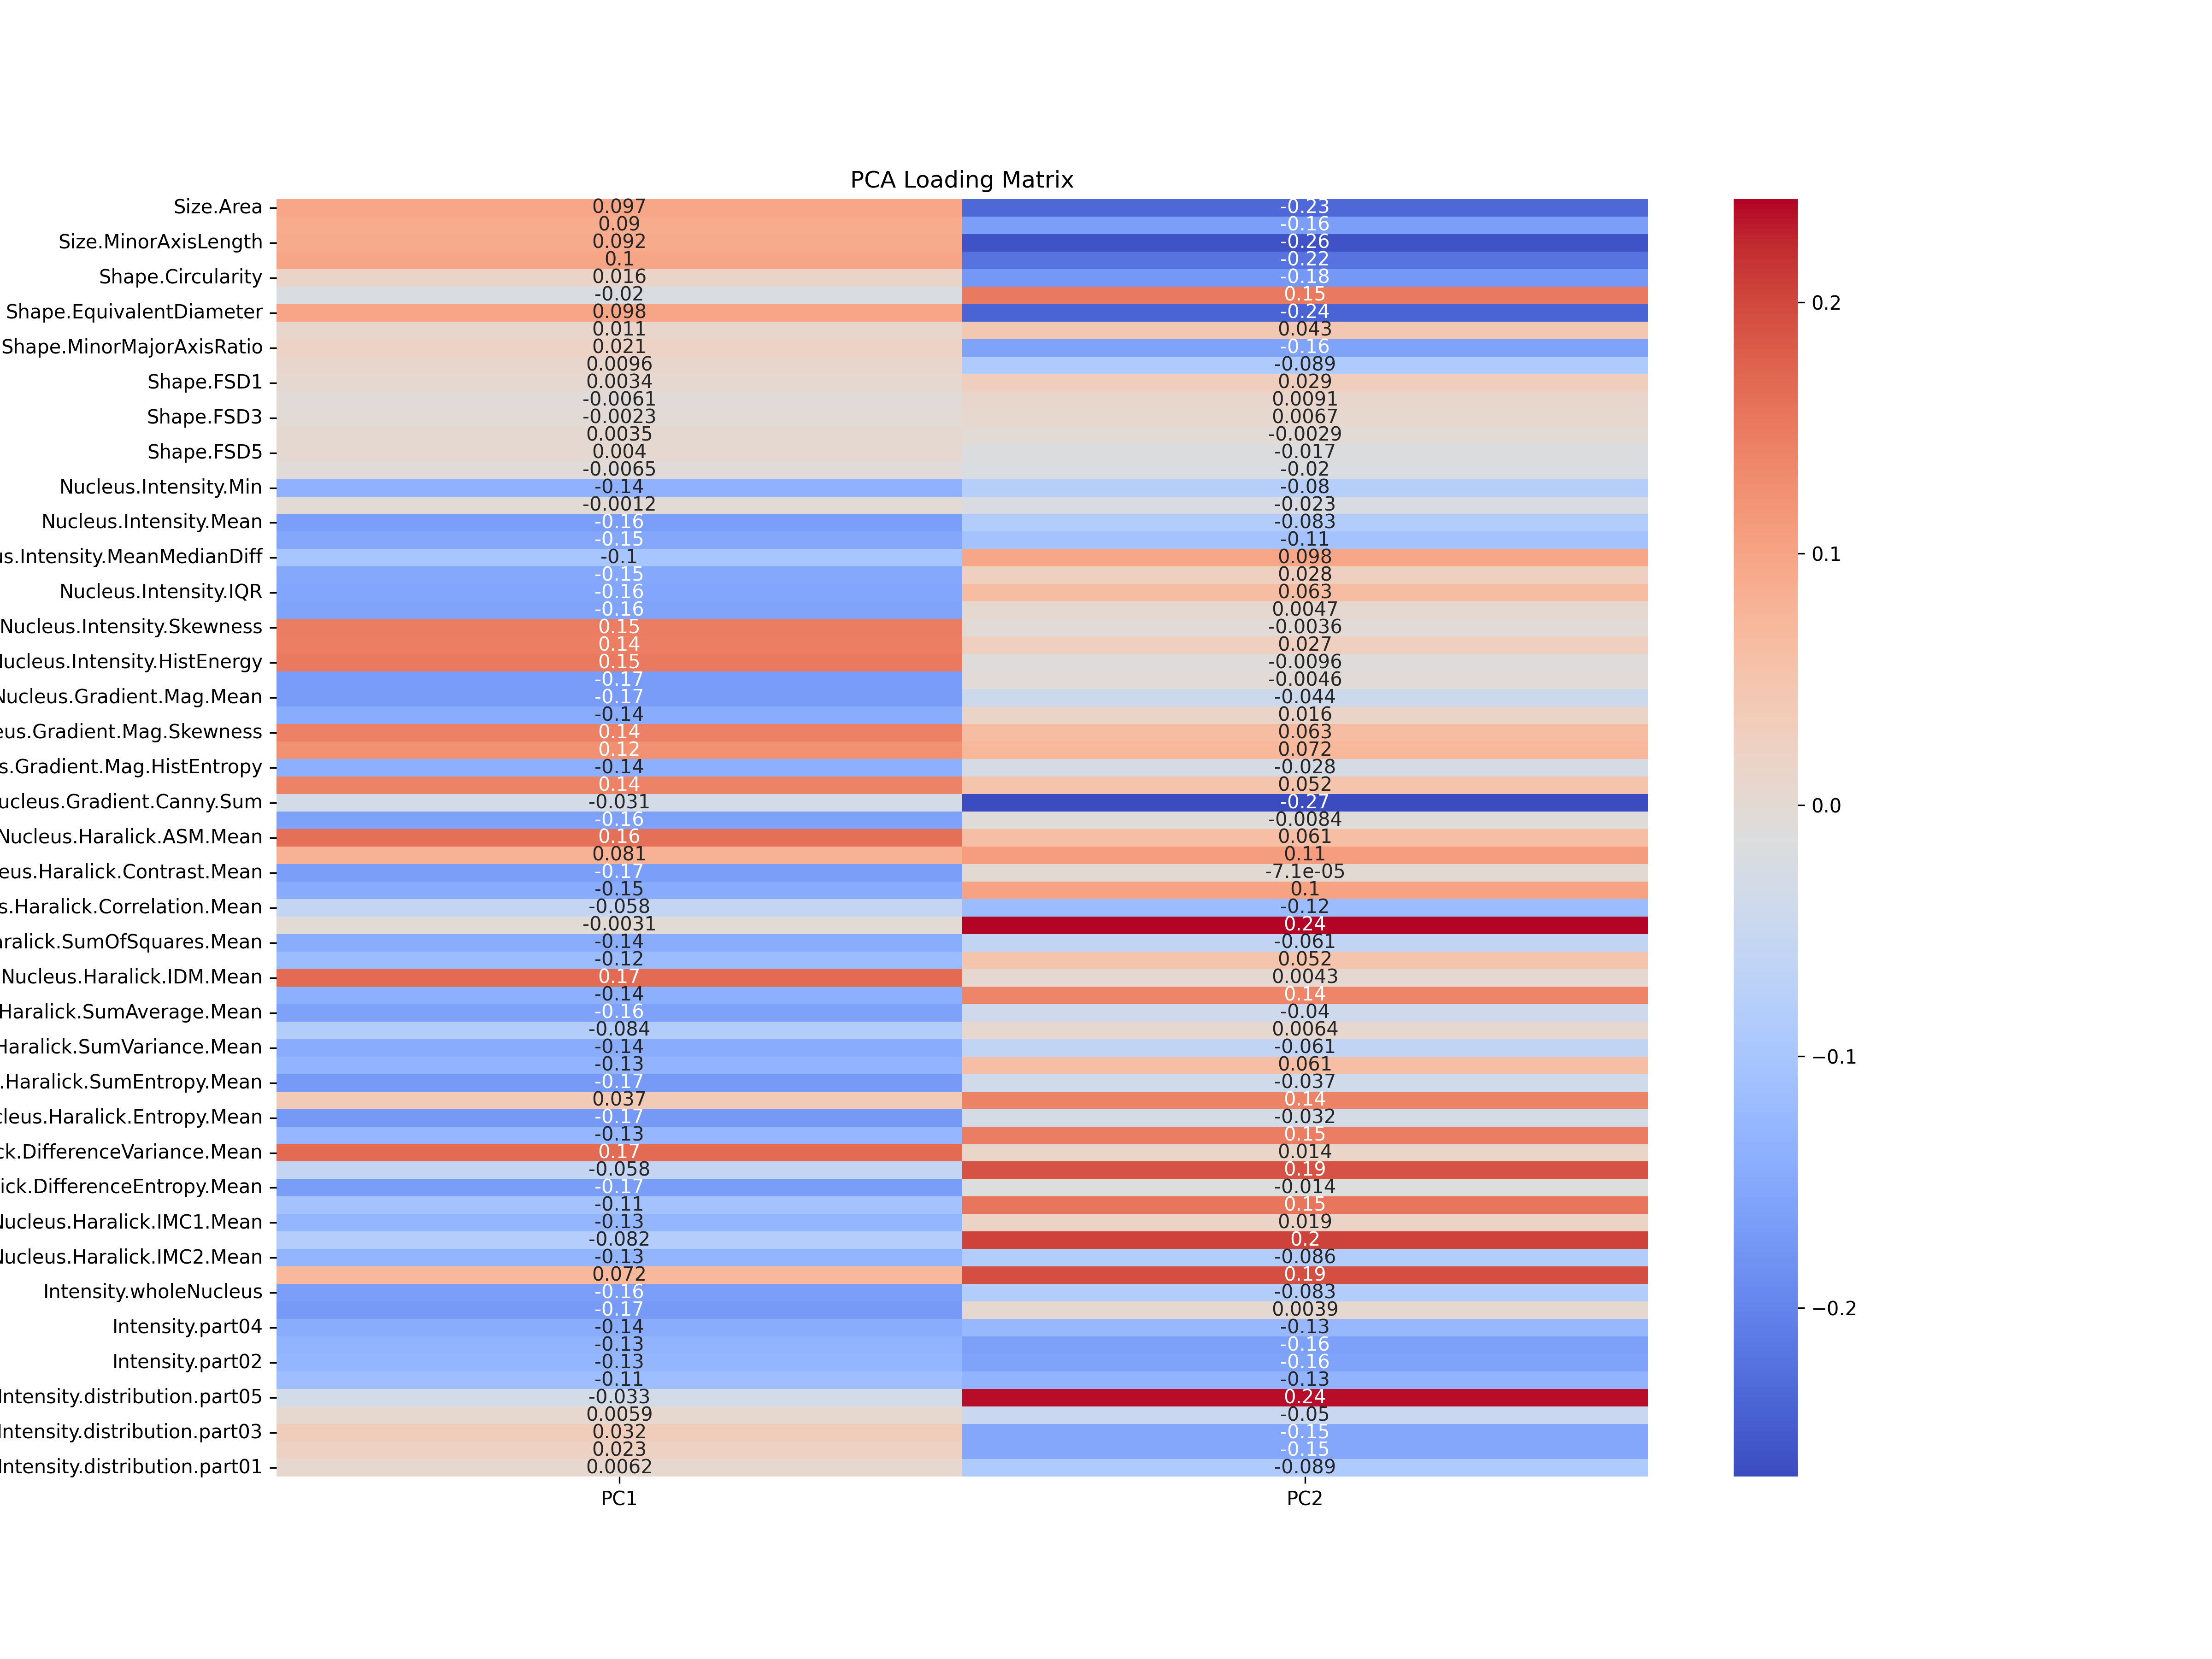 PCA Loading Matrix
Size.Area 0.097 -0.23
0.09 -0.16
Size.MinorAxisLength 0.092 -0.26
0.1 -0.22
Shape.Circularity 0.016 -0.18
-0.02 0.15
Shape.EquivalentDiameter 0.098 -0.24
0.011 0.043
Shape.MinorMajorAxisRatio 0.021 -0.16
0.0096 -0.089
Shape.FSD1 0.0034 0.029
-0.0061 0.0091
Shape.FSD3 -0.0023 0.0067
0.0035 -0.0029
Shape.FSD5 0.004 -0.017
-0.0065 -0.02
Nucleus.Intensity.Min -0.14 -0.08
-0.0012 -0.023
Nucleus.Intensity.Mean -0.16 -0.083
-0.15 -0.11
us.Intensity.MeanMedianDiff -0.1 0.098
-0.15 0.028
Nucleus.Intensity.IQR -0.16 0.063
-0.16 0.0047
Nucleus.Intensity.Skewness 0.15 -0.0036
0.14 0.027
Nucleus.Intensity.HistEnergy 0.15 -0.0096
-0.17 -0.0046
Nucleus.Gradient.Mag.Mean -0.17 -0.044
-0.14 0.016
eus.Gradient.Mag.Skewness 0.14 0.063
0.12 0.072
s.Gradient.Mag.HistEntropy -0.14 -0.028
0.14 0.052
ucleus.Gradient.Canny.Sum -0.031 -0.27
-0.16 -0.0084
Nucleus.Haralick.ASM.Mean 0.16 0.061
0.081 0.11
eus.Haralick.Contrast.Mean -0.17 -7.1e-05
-0.15 0.1
s.Haralick.Correlation.Mean -0.058 -0.12
-0.0031 0.24
aralick.SumOfSquares.Mean -0.14 -0.061
-0.12 0.052
Nucleus.Haralick.IDM.Mean 0.17 0.0043
-0.14 0.14
Haralick.SumAverage.Mean -0.16 -0.04
-0.084 0.0064
Haralick.SumVariance.Mean -0.14 -0.061
-0.13 0.061
.Haralick.SumEntropy.Mean -0.17 -0.037
0.037 0.14
cleus.Haralick.Entropy.Mean -0.17 -0.032
-0.13 0.15
ck.DifferenceVariance.Mean 0.17 0.014
-0.058 0.19
ick.DifferenceEntropy.Mean -0.17 -0.014
-0.11 0.15
Nucleus.Haralick.IMC1.Mean -0.13 0.019
-0.082 0.2
Nucleus.Haralick.IMC2.Mean -0.13 -0.086
0.072 0.19
Intensity.wholeNucleus -0.16 -0.083
-0.17 0.0039
Intensity.part04 -0.14 -0.13
-0.13 -0.16
Intensity.part02 -0.13 -0.16
-0.11 -0.13
Intensity.distribution.part05 -0.033 0.24
0.0059 -0.05
Intensity.distribution.part03 0.032 -0.15
0.023 -0.15
Intensity.distribution.part01 0.0062 -0.089
PC1 PC2
0.2
0.1
0.0
−0.1
−0.2